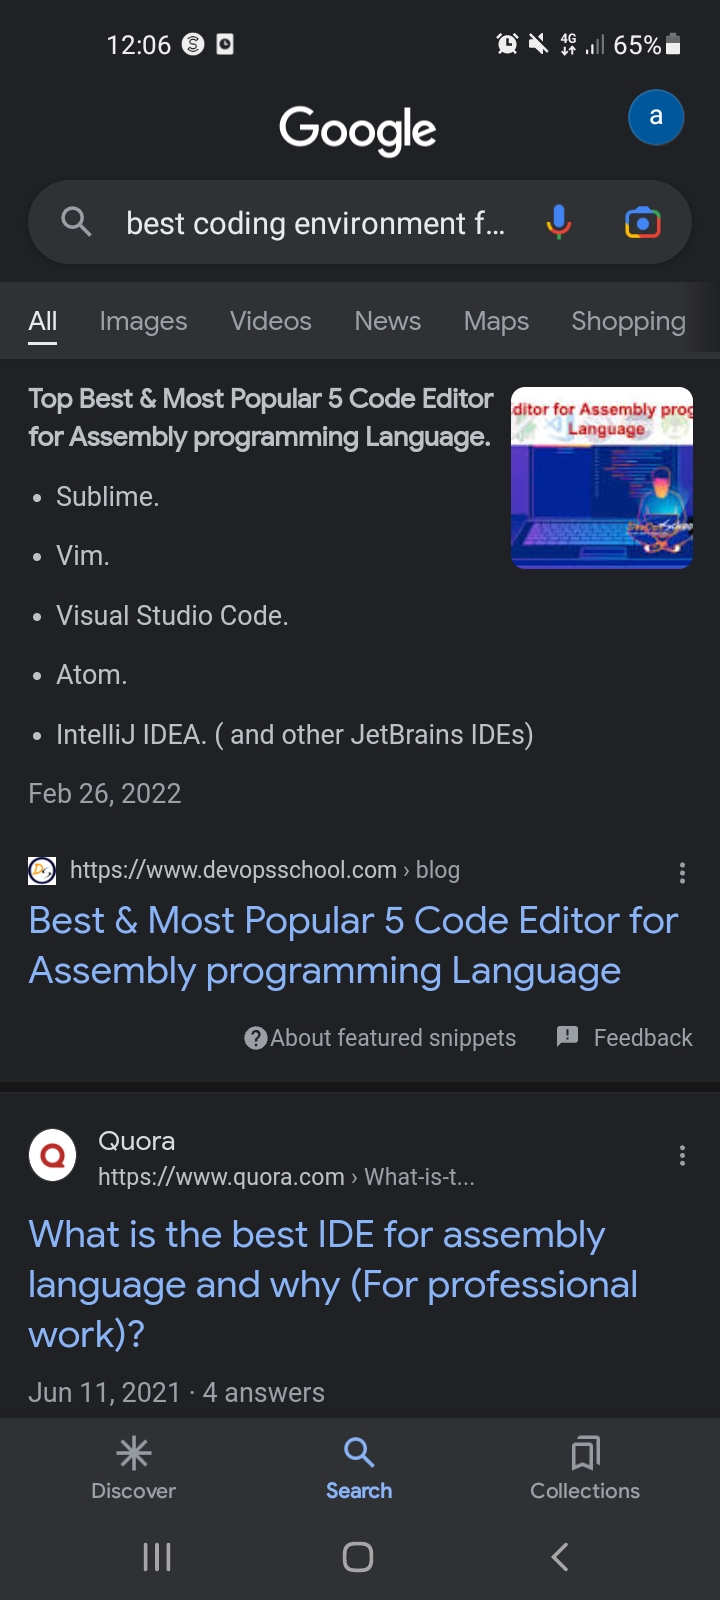 12:06
4G
65%
Google
a
best coding environment f...
All Images Videos News Maps Shopping
Top Best & Most Popular 5 Code Editor
for Assembly programming Language.
ditor for Assembly prog
Language
• Sublime.
• Vim.
• Visual Studio Code.
• Atom.
• IntelliJ IDEA. ( and other JetBrains IDEs)
Feb 26, 2022
https://www.devopsschool.com › blog
Best & Most Popular 5 Code Editor for
Assembly programming Language
About featured snippets Feedback
Quora
https://www.quora.com › What-is-t...
What is the best IDE for assembly
language and why (For professional
work)?
Jun 11, 2021 · 4 answers
Discover Search Collections